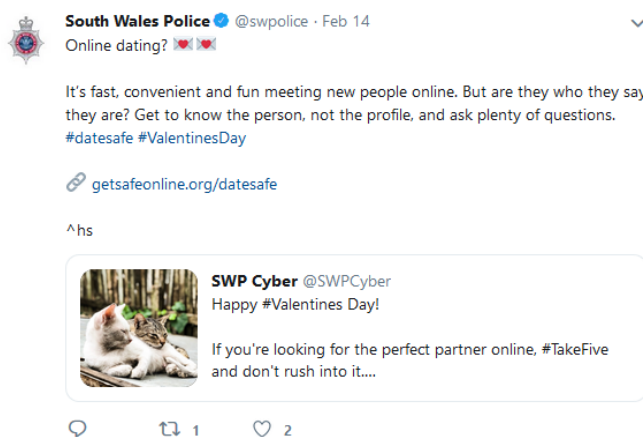 South Wales Police @swpolice · Feb 14
Online dating? 💌 💌
It's fast, convenient and fun meeting new people online. But are they who they say
they are? Get to know the person, not the profile, and ask plenty of questions.
#datesafe #ValentinesDay
🔗 getsafeonline.org/datesafe
^hs
SWP Cyber @SWPCyber
Happy #Valentines Day!
If you're looking for the perfect partner online, #TakeFive
and don't rush into it....
1 2